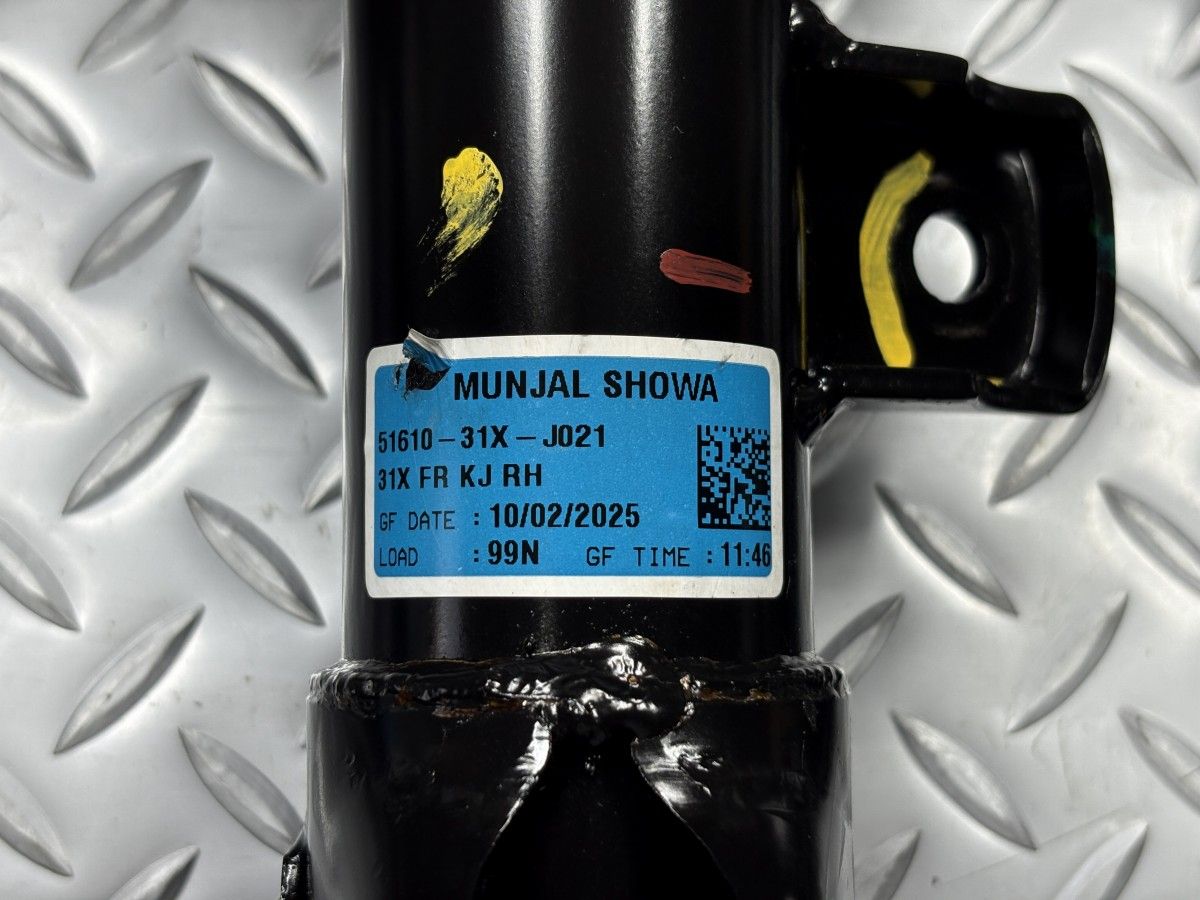 MUNJAL SHOWA
51610-31X-J021
31X FR KJ RH
GF DATE : 10/02/2025
LOAD : 99N GF TIME : 11:46